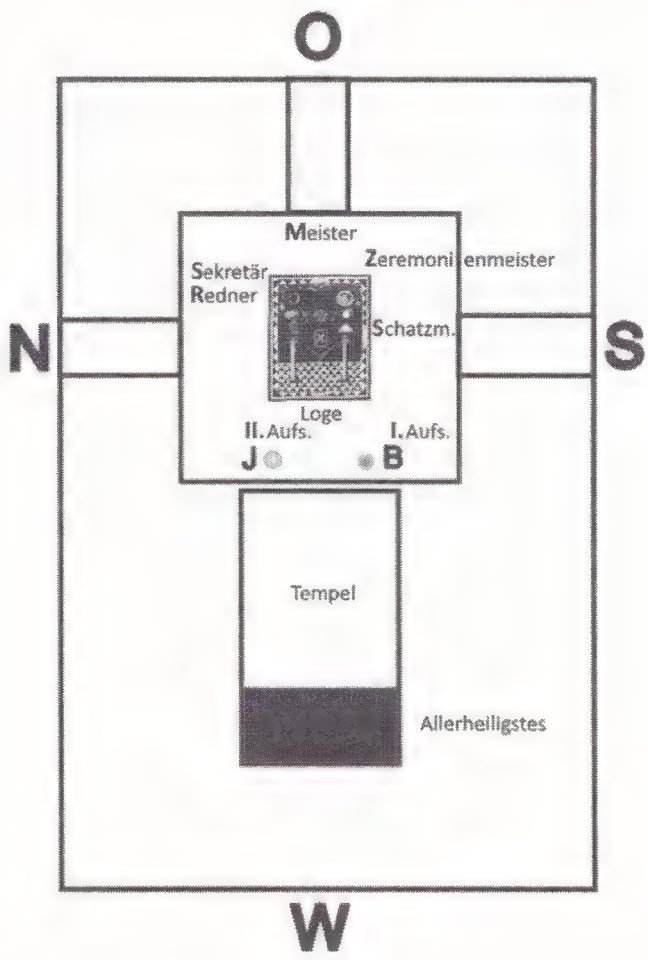 O
Meister
Zeremonienmeister
Sekretär
Redner
N
Schatzm.
S
Loge
II.Aufs. I.Aufs.
J B
Tempel
Allerheiligstes
W